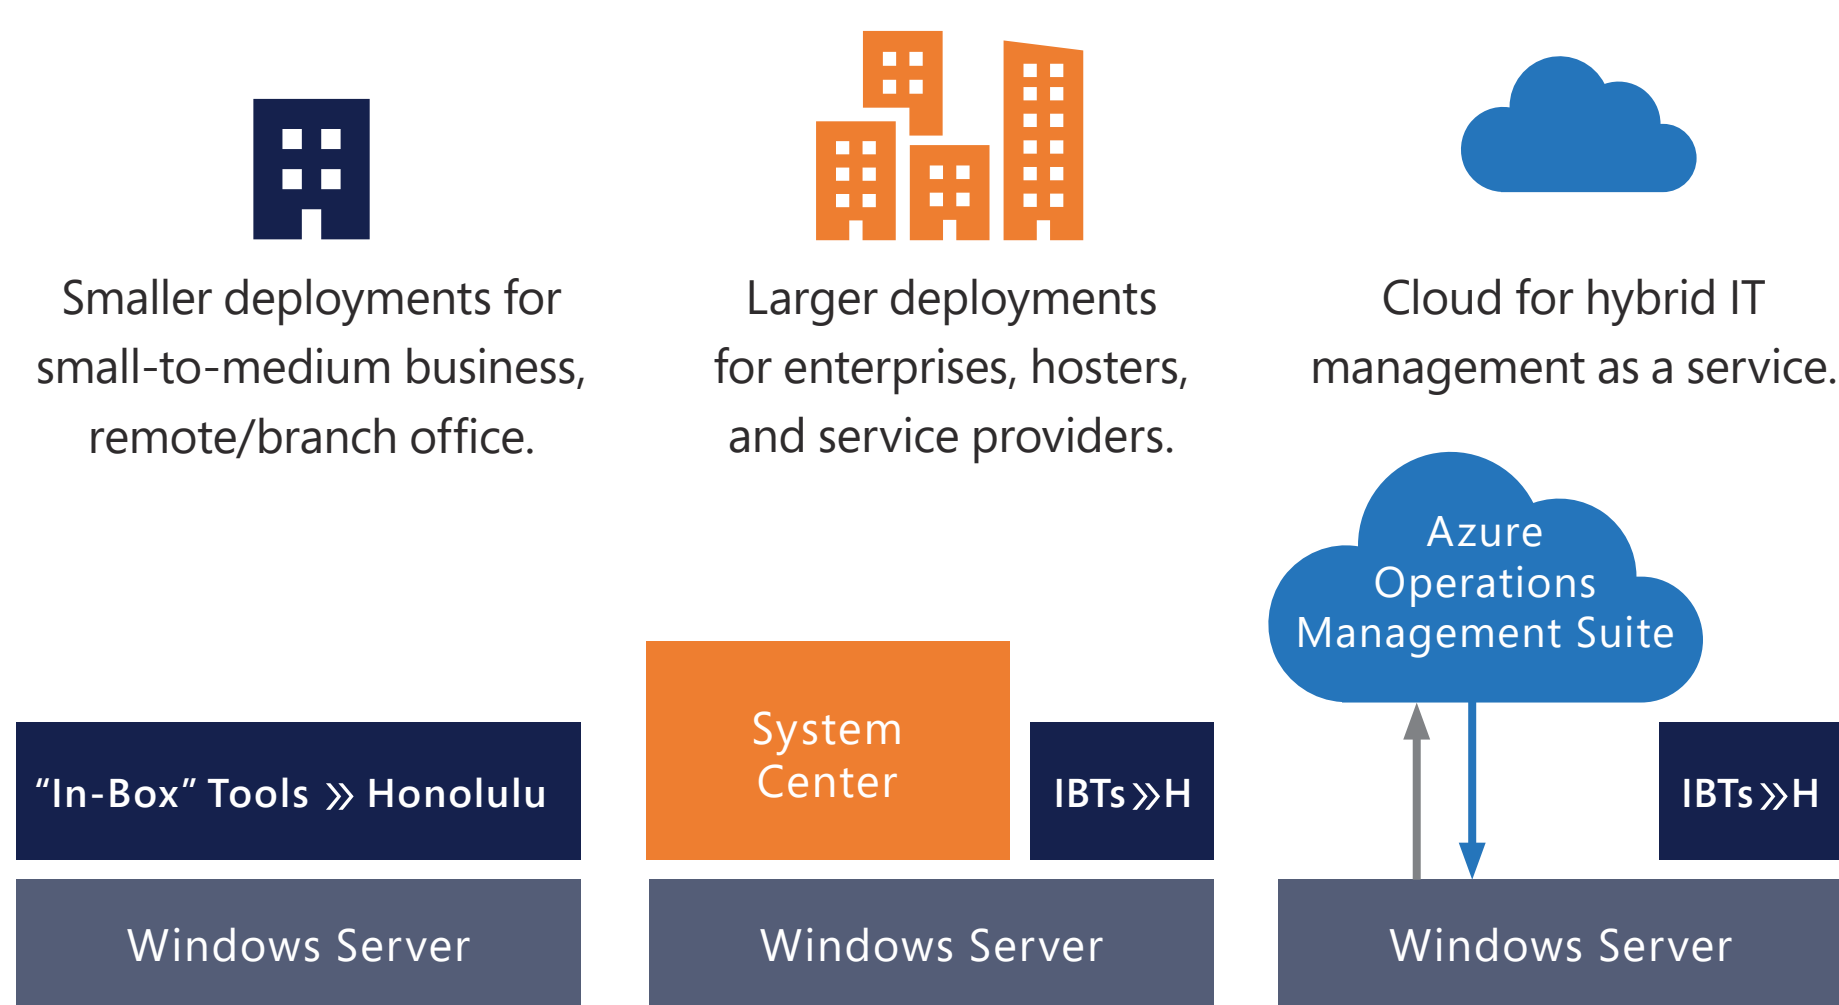 Smaller deployments for
small-to-medium business,
remote/branch office.
Larger deployments
for enterprises, hosters,
and service providers.
Cloud for hybrid IT
management as a service.
“In-Box” Tools » Honolulu
Windows Server
System
Center
IBTs»H
Windows Server
Azure
Operations
Management Suite
IBTs»H
Windows Server